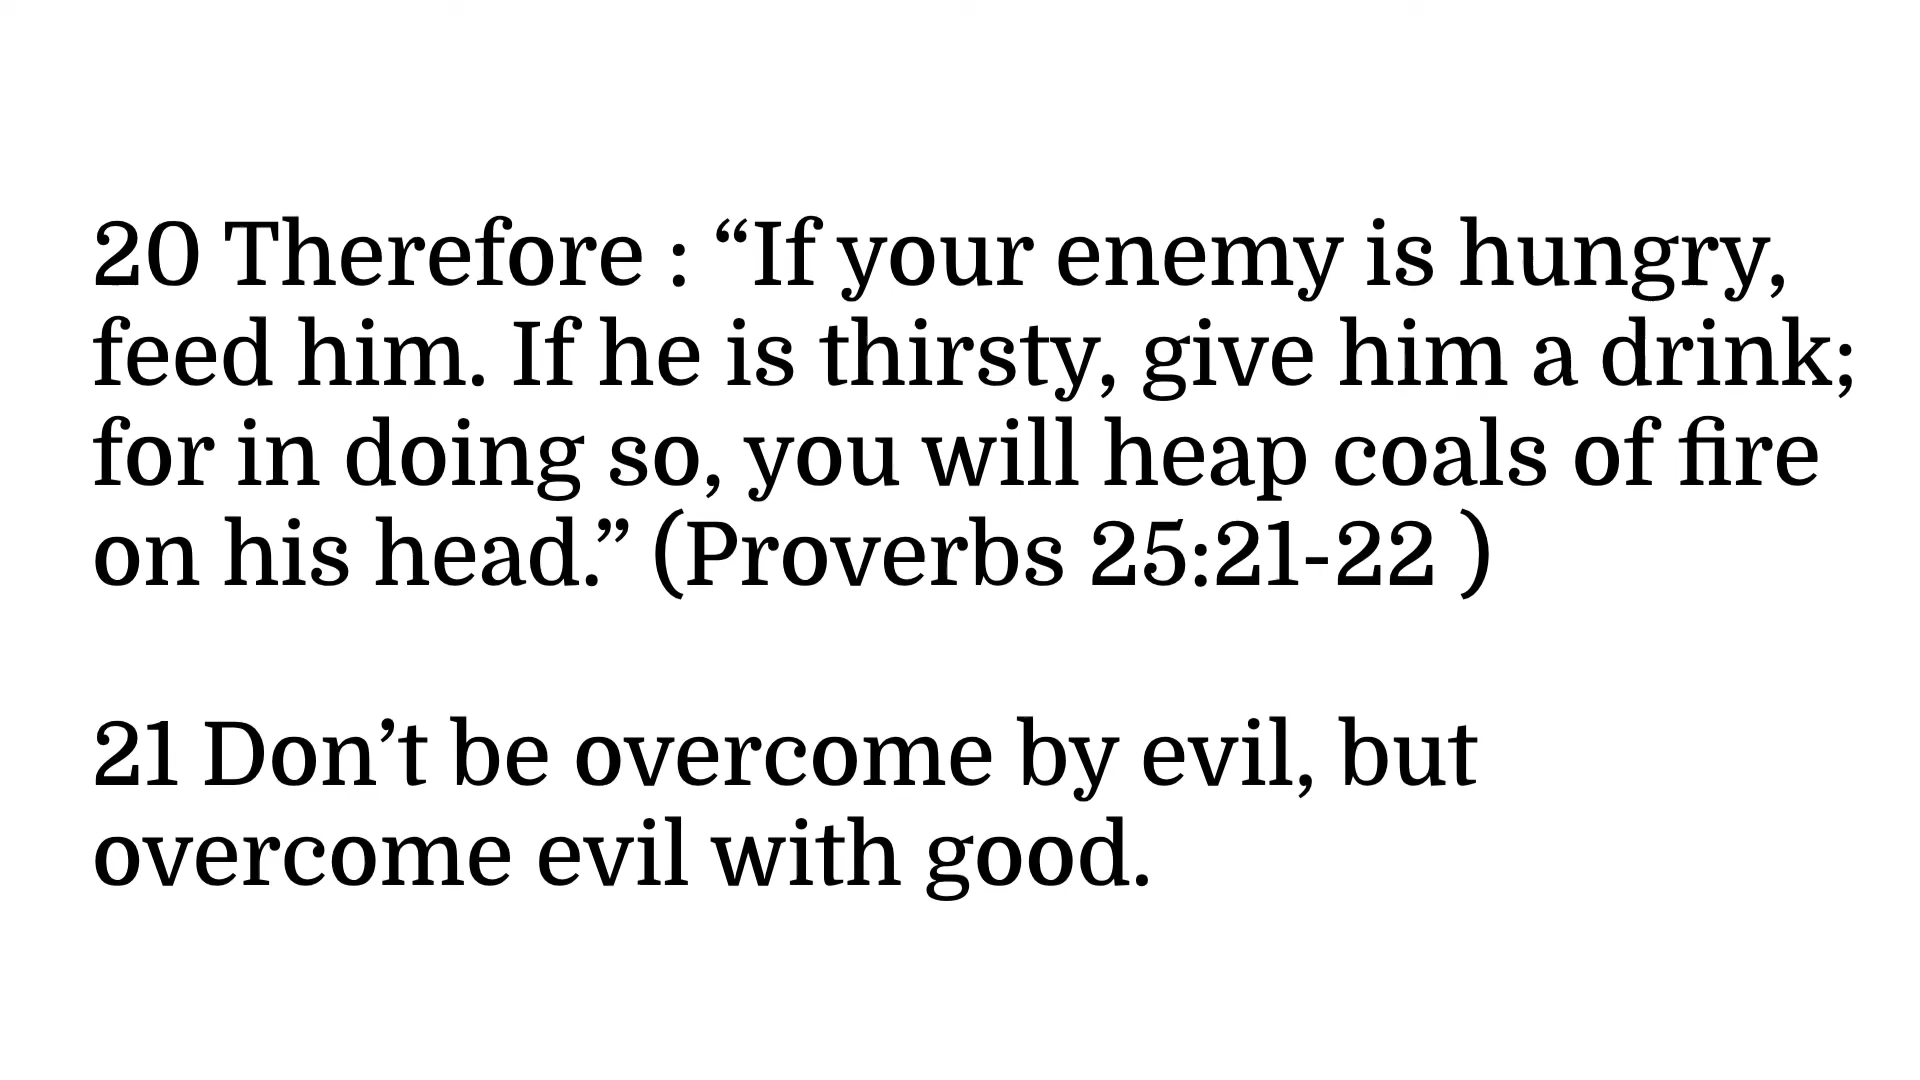 20 Therefore : “If your enemy is hungry,
feed him. If he is thirsty, give him a drink;
for in doing so, you will heap coals of fire
on his head.” (Proverbs 25:21-22 )
21 Don’t be overcome by evil, but
overcome evil with good.